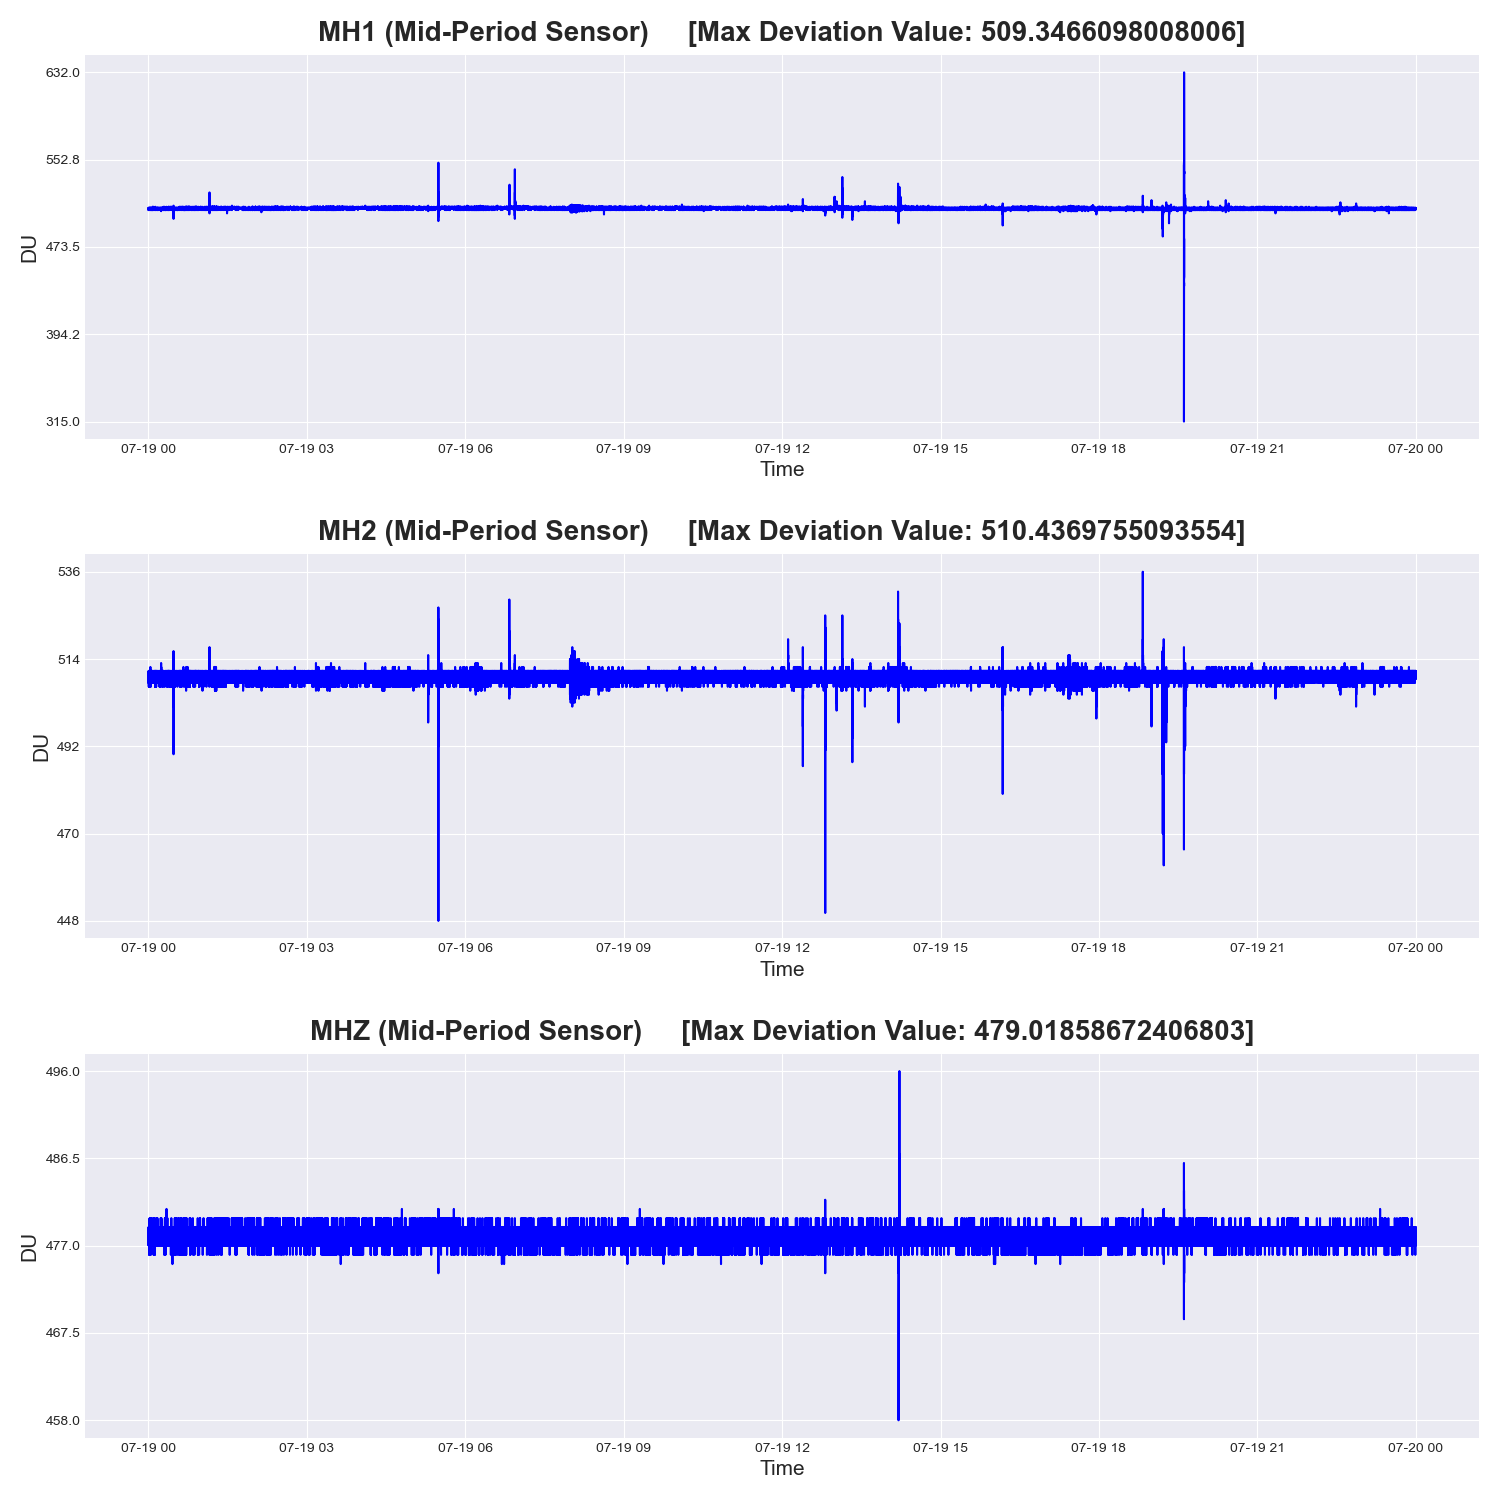 MH1 (Mid-Period Sensor) [Max Deviation Value: 509.3466098008006]
632.0
552.8
473.5
394.2
315.0
DU
07-19 00 07-19 03 07-19 06 07-19 09 07-19 12 07-19 15 07-19 18 07-19 21 07-20 00
Time
MH2 (Mid-Period Sensor) [Max Deviation Value: 510.4369755093554]
536
514
492
470
448
DU
07-19 00 07-19 03 07-19 06 07-19 09 07-19 12 07-19 15 07-19 18 07-19 21 07-20 00
Time
MHZ (Mid-Period Sensor) [Max Deviation Value: 479.01858672406803]
496.0
486.5
477.0
467.5
458.0
DU
07-19 00 07-19 03 07-19 06 07-19 09 07-19 12 07-19 15 07-19 18 07-19 21 07-20 00
Time